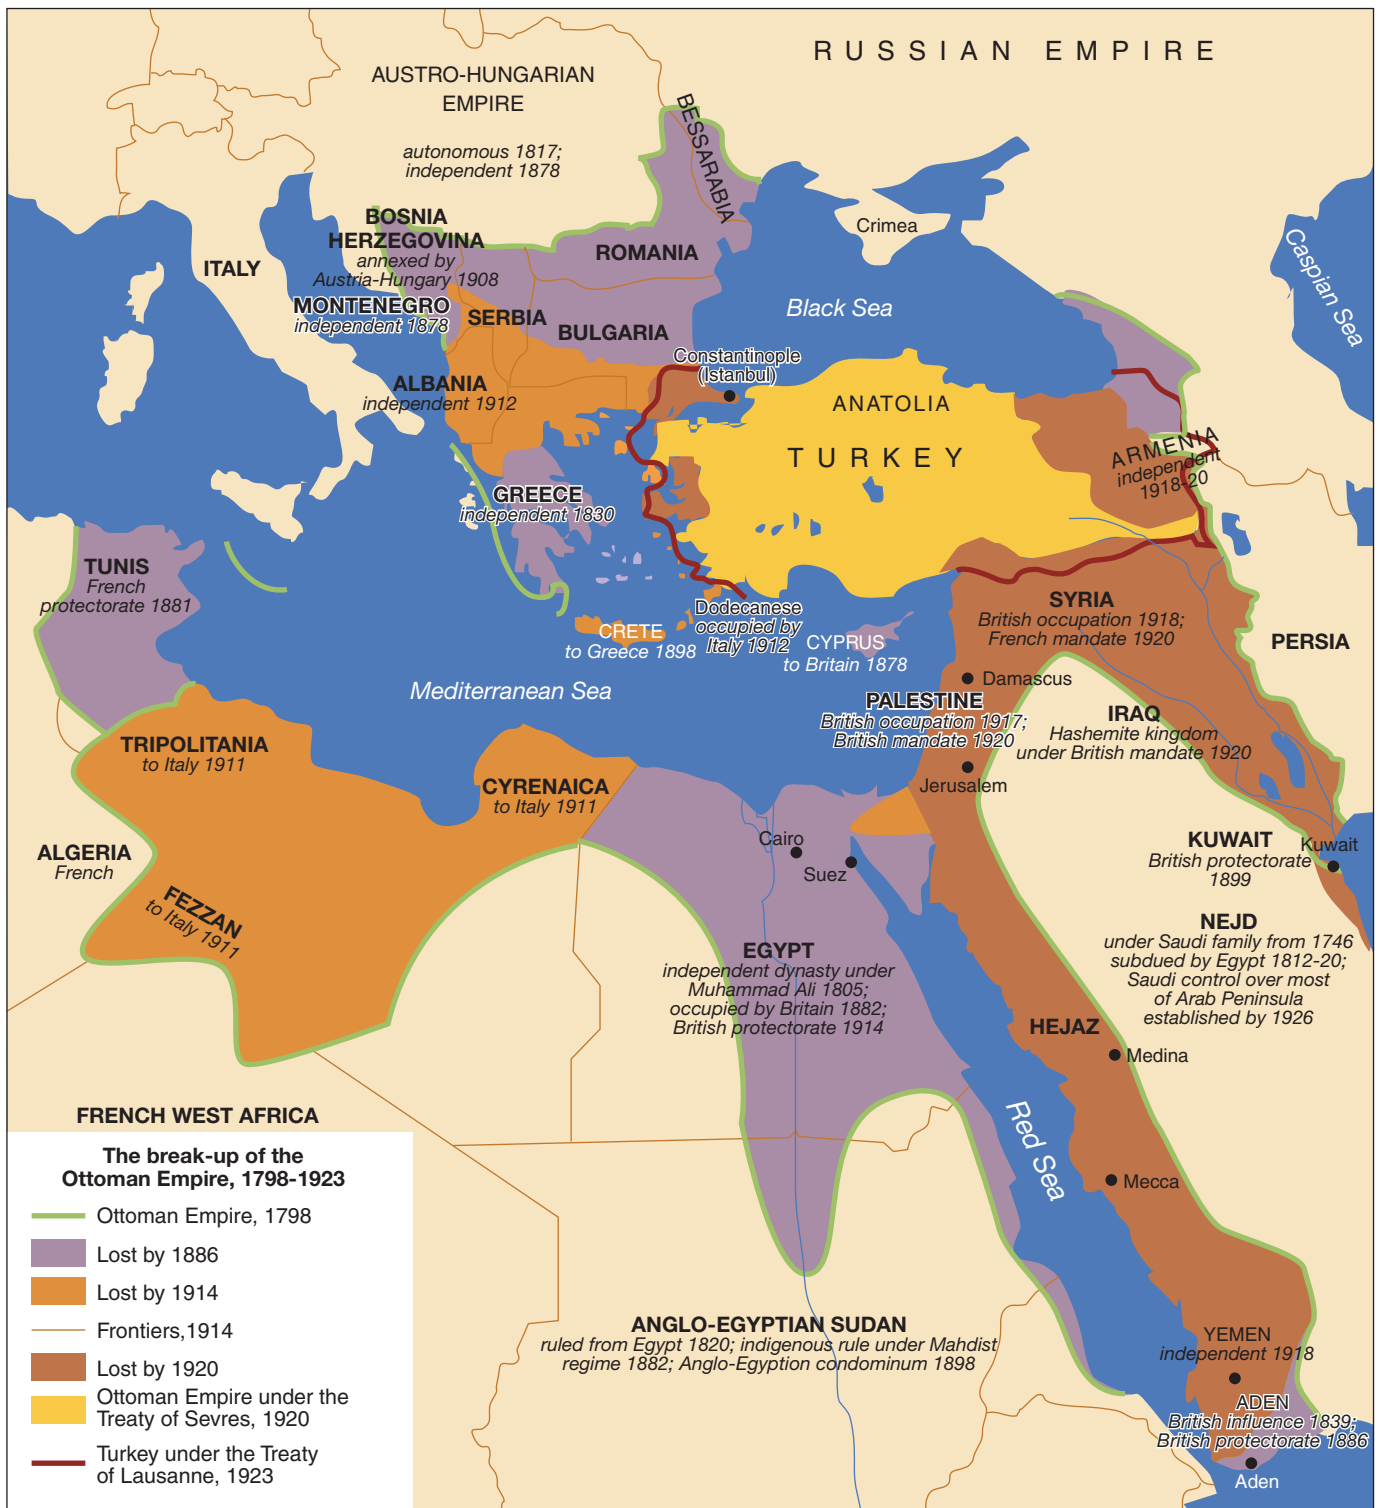 RUSSIAN EMPIRE
AUSTRO-HUNGARIAN
EMPIRE
autonomous 1817;
independent 1878
BESSARABIA
Crimea
Caspian Sea
BOSNIA
HERZEGOVINA
annexed by
Austria-Hungary 1908
ROMANIA
ITALY
MONTENEGRO
independent 1878
SERBIA
BULGARIA
Black Sea
Constantinople
(Istanbul)
ALBANIA
independent 1912
ANATOLIA
TURKEY
ARMENIA
independent
1918-20
GREECE
independent 1830
TUNIS
French
protectorate 1881
CRETE
to Greece 1898
Dodecanese
occupied by
Italy 1912
CYPRUS
to Britain 1878
SYRIA
British occupation 1918;
French mandate 1920
PERSIA
Mediterranean Sea
Damascus
PALESTINE
British occupation 1917;
British mandate 1920
IRAQ
Hashemite kingdom
under British mandate 1920
TRIPOLITANIA
to Italy 1911
CYRENAICA
to Italy 1911
Jerusalem
ALGERIA
French
Cairo
Suez
KUWAIT
British protectorate
1899
Kuwait
FEZZAN
to Italy 1911
EGYPT
independent dynasty under
Muhammad Ali 1805;
occupied by Britain 1882;
British protectorate 1914
NEJD
under Saudi family from 1746
subdued by Egypt 1812-20;
Saudi control over most
of Arab Peninsula
established by 1926
HEJAZ
Medina
Red Sea
Mecca
FRENCH WEST AFRICA
ANGLO-EGYPTIAN SUDAN
ruled from Egypt 1820; indigenous rule under Mahdist
regime 1882; Anglo-Egyption condominum 1898
YEMEN
independent 1918
ADEN
British influence 1839;
British protectorate 1886
Aden
The break-up of the
Ottoman Empire, 1798-1923
Ottoman Empire, 1798
Lost by 1886
Lost by 1914
Frontiers,1914
Lost by 1920
Ottoman Empire under the
Treaty of Sevres, 1920
Turkey under the Treaty
of Lausanne, 1923